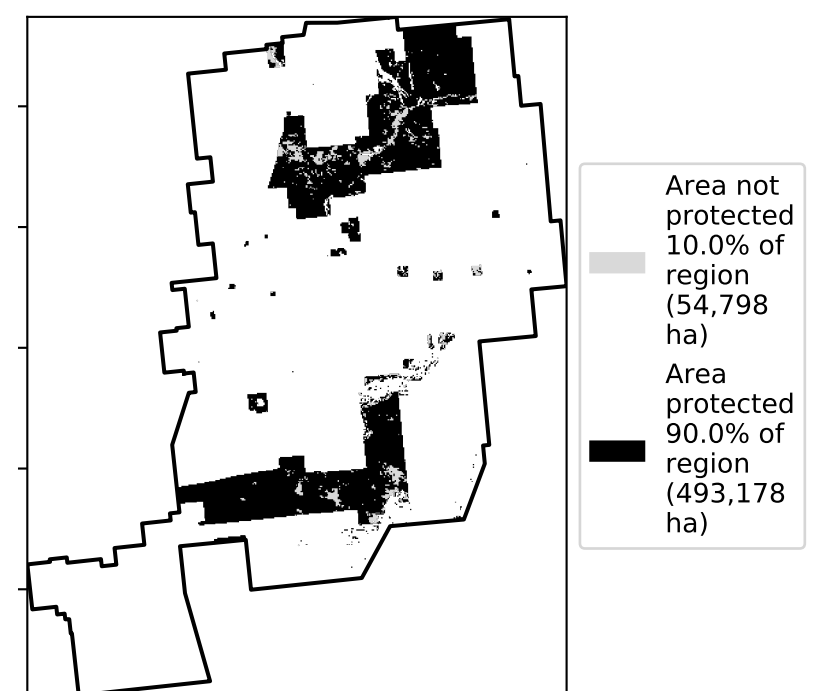 Area not
protected
10.0% of
region
(54,798
ha)
Area
protected
90.0% of
region
(493,178
ha)